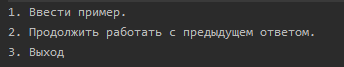 1. Ввести пример.
2. Продолжить работать с предыдущем ответом.
3. Выход